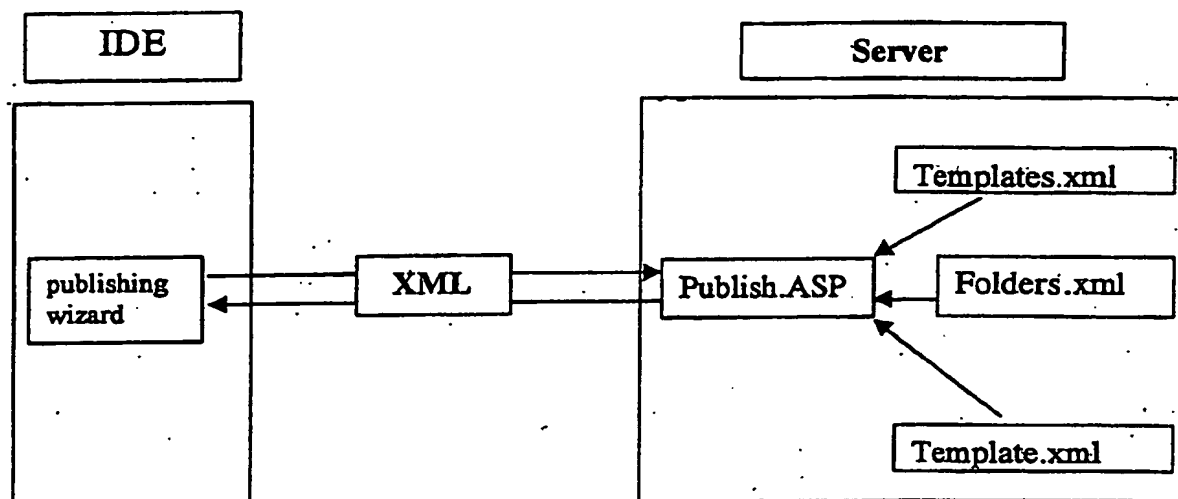 IDE
Server
Templates.xml
publishing
wizard
XML
Publish.ASP
Folders.xml
Template.xml